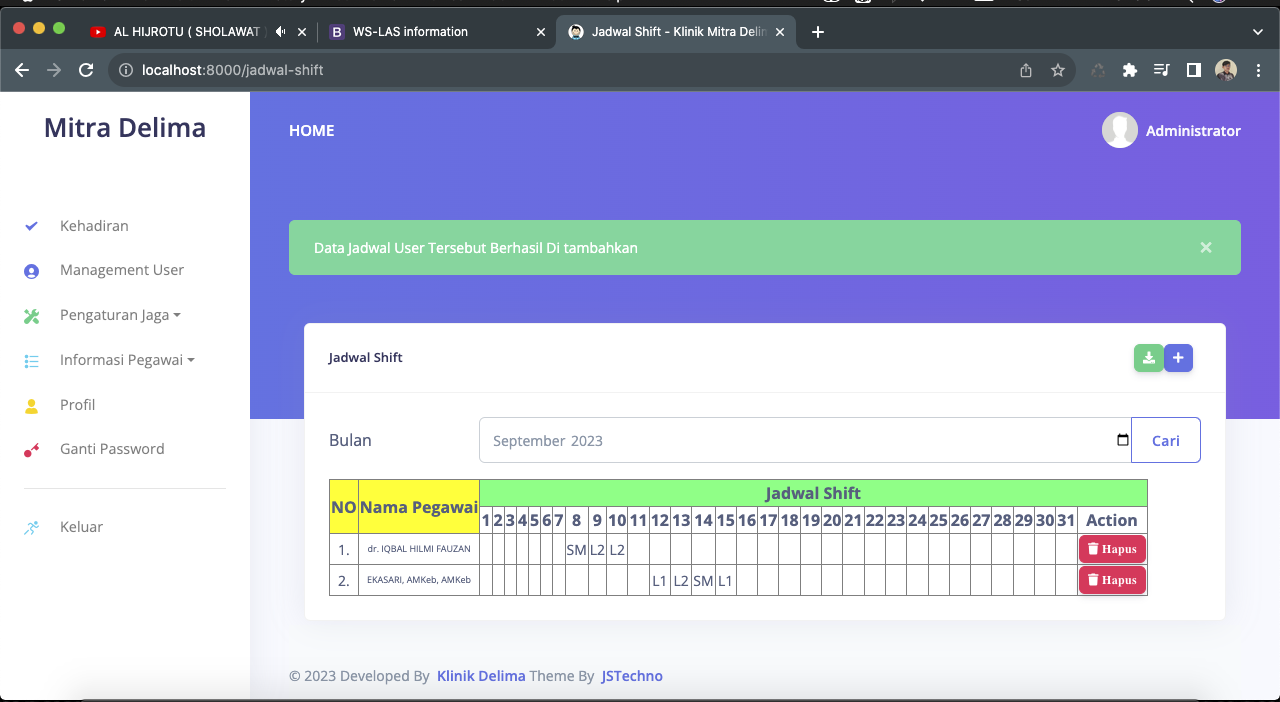 AL HIJROTU ( SHOLAWAT
B WS-LAS information
Jadwal Shift - Klinik Mitra Delim
localhost:8000/jadwal-shift
Mitra Delima
HOME
Administrator
Kehadiran
Management User
Pengaturan Jaga
Informasi Pegawai
Profil
Ganti Password
Keluar
Data Jadwal User Tersebut Berhasil Di tambahkan ×
Jadwal Shift
Bulan September 2023 Cari
NO Nama Pegawai Jadwal Shift
1 2 3 4 5 6 7 8 9 10 11 12 13 14 15 16 17 18 19 20 21 22 23 24 25 26 27 28 29 30 31 Action
1. dr. IQBAL HILMI FAUZAN SM L2 L2 Hapus
2. EKASARI, AMKeb, AMKeb L1 L2 SM L1 Hapus
© 2023 Developed By Klinik Delima Theme By JSTechno